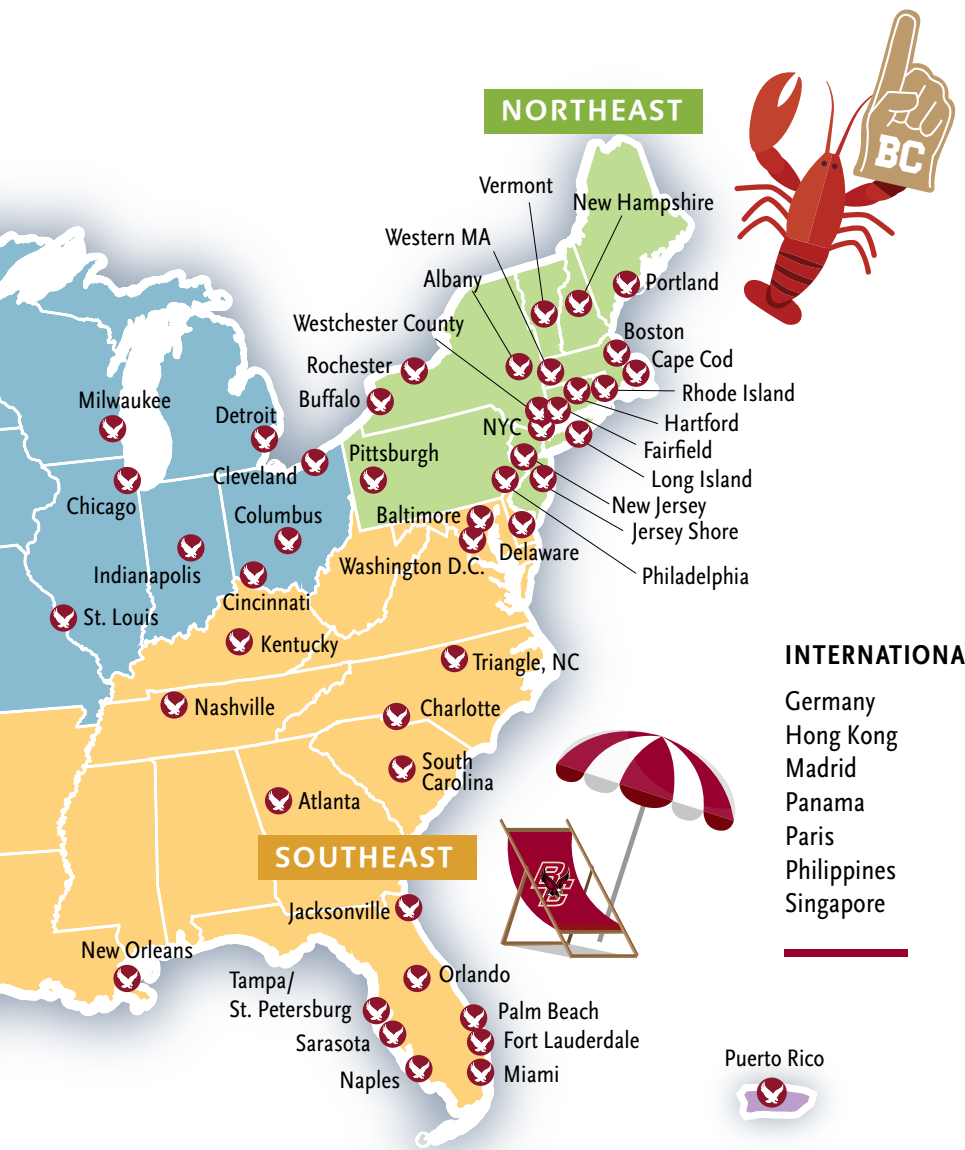 NORTHEAST
BC
Vermont
New Hampshire
Western MA
Albany
Portland
Westchester County
Boston
Rochester
Cape Cod
Buffalo
Rhode Island
Milwaukee
Detroit
Hartford
NYC
Fairfield
Pittsburgh
Cleveland
Long Island
Chicago
New Jersey
Columbus
Baltimore
Jersey Shore
Delaware
Washington D.C.
Indianapolis
Philadelphia
Cincinnati
St. Louis
Kentucky
Triangle, NC
Nashville
Charlotte
South
Carolina
Atlanta
SOUTHEAST
BC
Jacksonville
New Orleans
Orlando
Tampa/
St. Petersburg
Palm Beach
Sarasota
Fort Lauderdale
Naples
Miami
INTERNATIONA
Germany
Hong Kong
Madrid
Panama
Paris
Philippines
Singapore
Puerto Rico